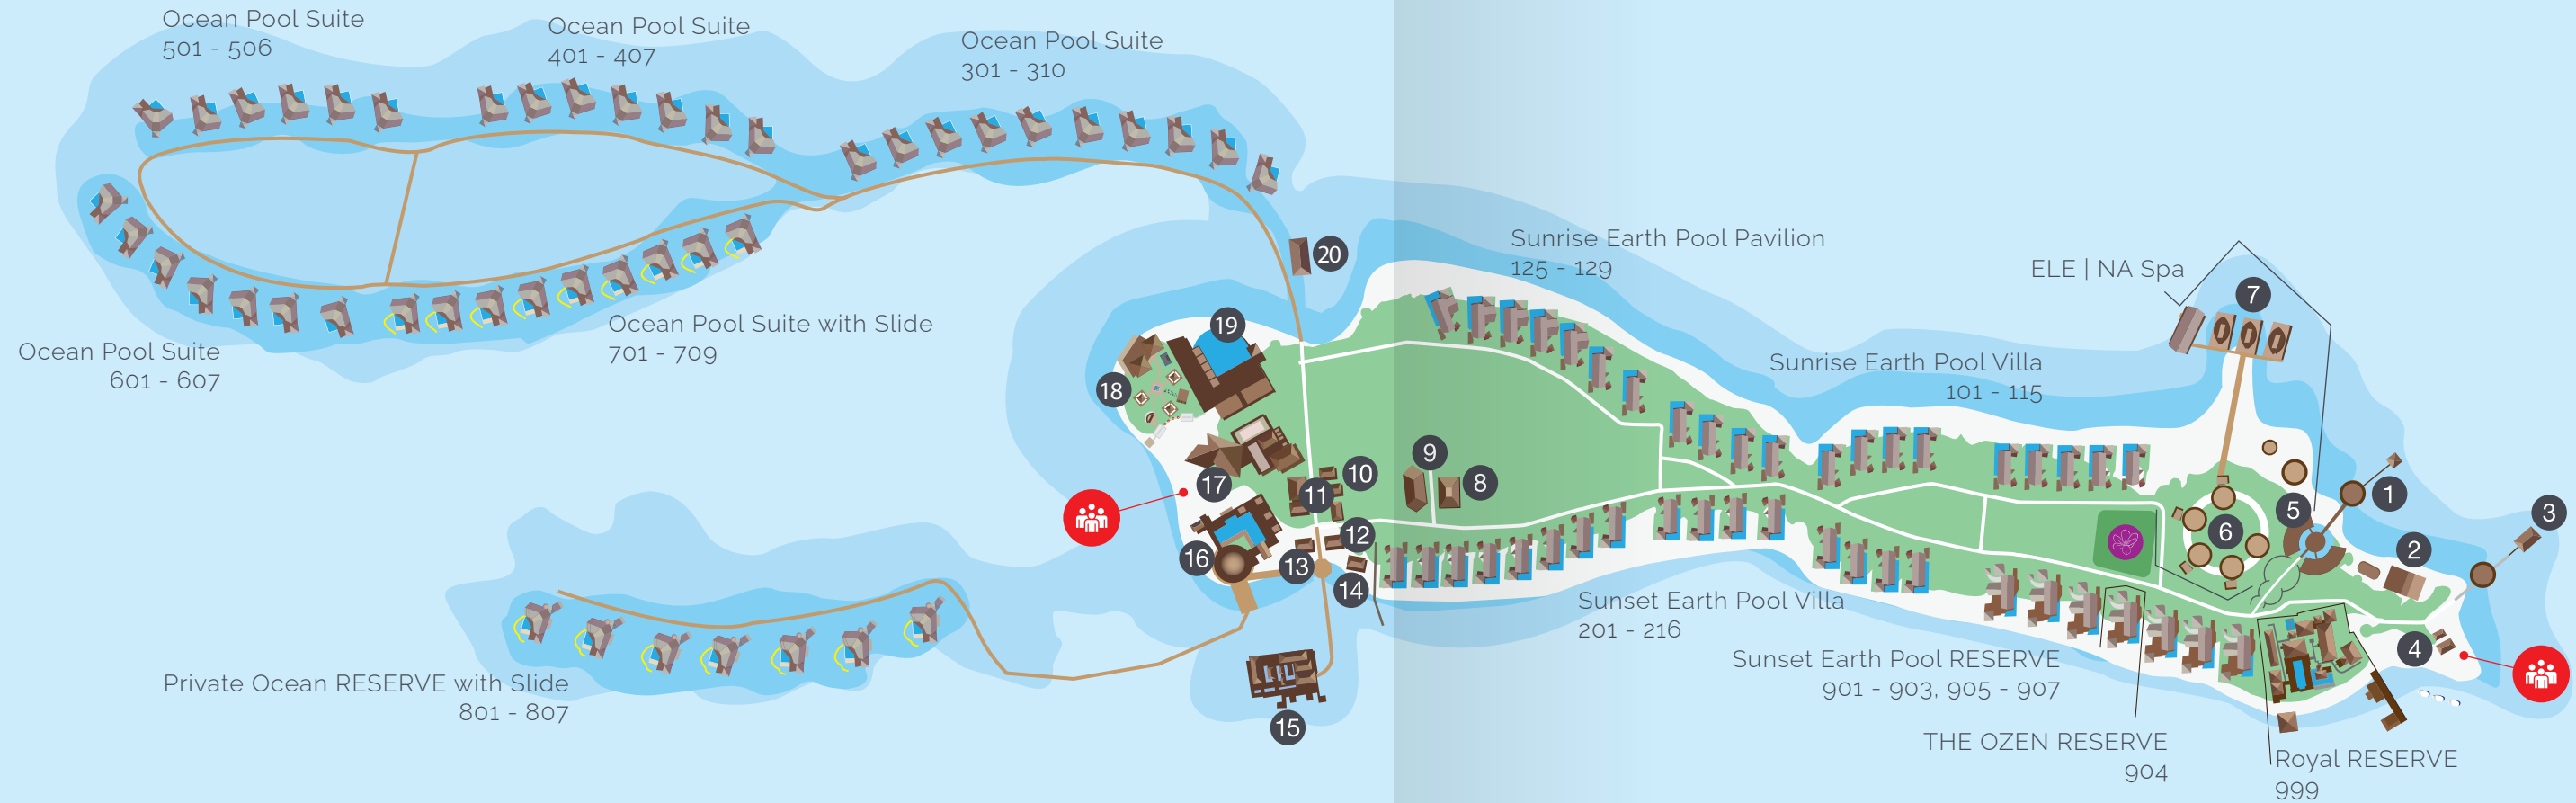 Ocean Pool Suite
501 - 506
Ocean Pool Suite
401 - 407
Ocean Pool Suite
301 - 310
Sunrise Earth Pool Pavilion
125 - 129
ELE | NA Spa
7
20
Ocean Pool Suite with Slide
701 - 709
Ocean Pool Suite
601 - 607
19
18
Sunrise Earth Pool Villa
101 - 115
17
11
10
9
8
16
13
12
14
15
6
5
1
2
3
4
Sunset Earth Pool Villa
201 - 216
Sunset Earth Pool RESERVE
901 - 903, 905 - 907
Private Ocean RESERVE with Slide
801 - 807
THE OZEN RESERVE
904
Royal RESERVE
999